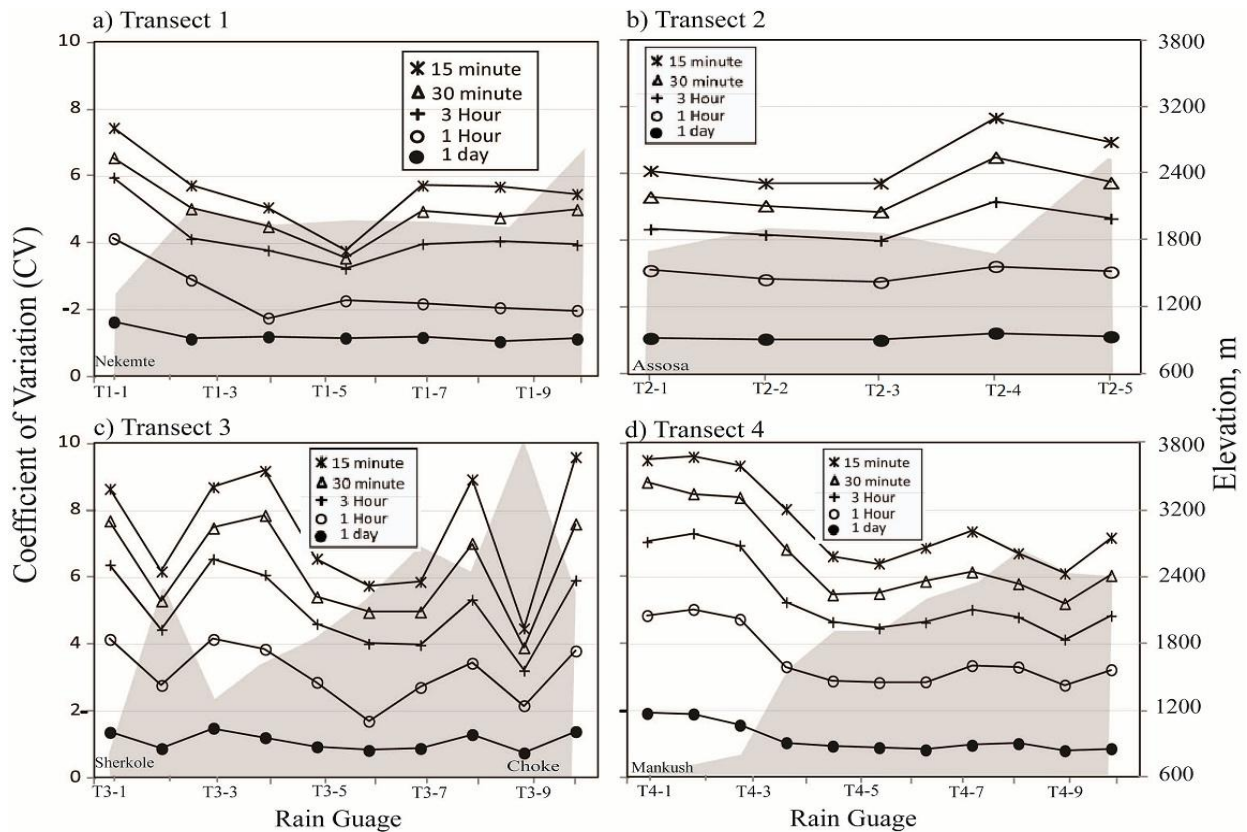 a) Transect 1
10
8
6
4
-2
0
15 minute
30 minute
3 Hour
1 Hour
1 day
Nekemte
T1-1 T1-3 T1-5 T1-7 T1-9
b) Transect 2
3800
3200
2400
1800
1200
600
15 minute
30 minute
3 Hour
1 Hour
1 day
Assosa
T2-1 T2-2 T2-3 T2-4 T2-5
Coefficient of Variation (CV)
Elevation, m
c) Transect 3
10
8
6
4
2
0
15 minute
30 minute
3 Hour
1 Hour
1 day
Sherkole
Choke
T3-1 T3-3 T3-5 T3-7 T3-9
Rain Guage
d) Transect 4
3800
3200
2400
1800
1200
600
15 minute
30 minute
3 Hour
1 Hour
1 day
Mankush
T4-1 T4-3 T4-5 T4-7 T4-9
Rain Guage